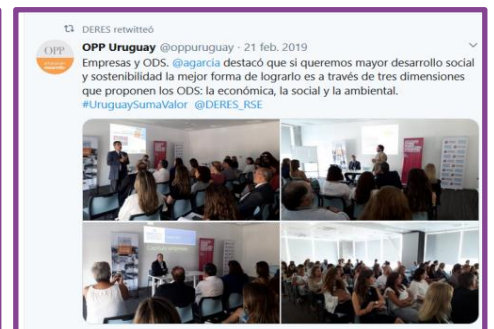 DERES retwitteó
OPP
OPP Uruguay @oppuruguay · 21 feb. 2019
Empresas y ODS. @agarcia destacó que si queremos mayor desarrollo social
y sostenibilidad la mejor forma de lograrlo es a través de tres dimensiones
que proponen los ODS: la económica, la social y la ambiental.
#UruguaySumaValor @DERES_RSE